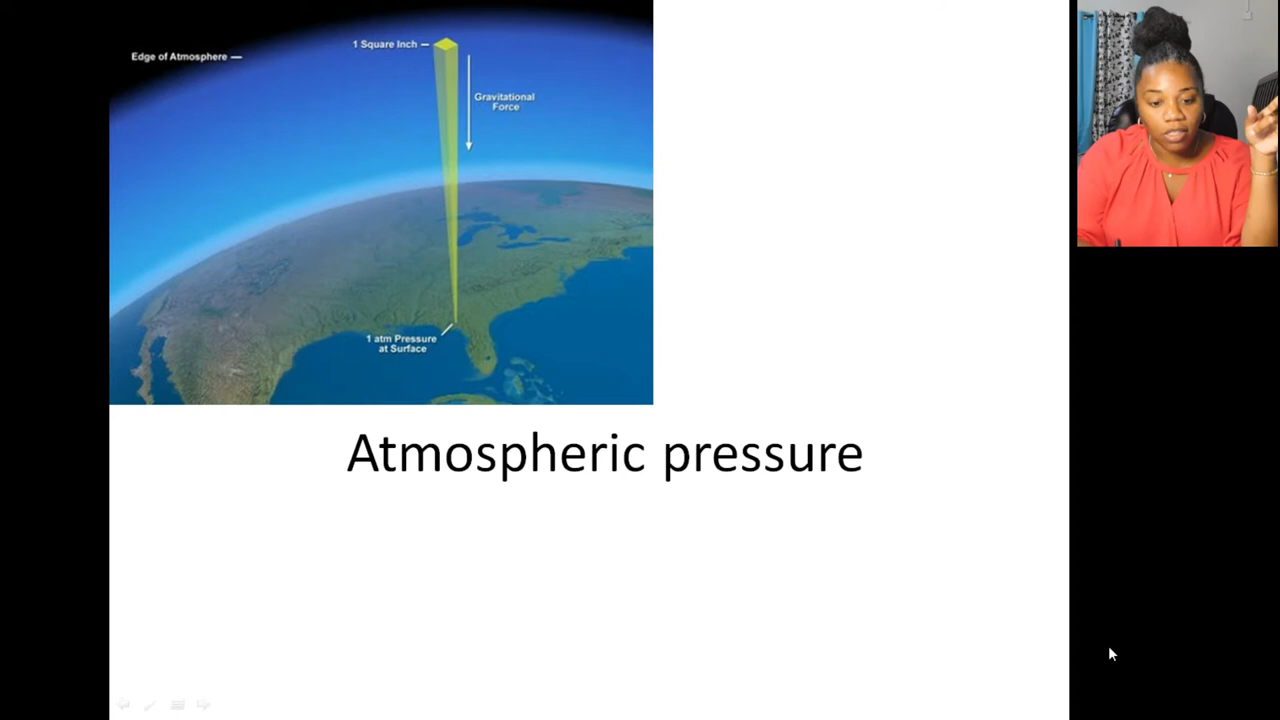 1 Square Inch
Edge of Atmosphere
Gravitational
Force
1 atm Pressure
at Surface
Atmospheric pressure